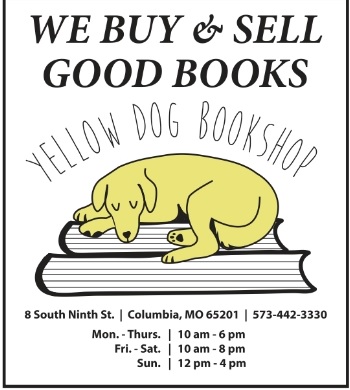 WE BUY & SELL
GOOD BOOKS
YELLOW DOG BOOKSHOP
8 South Ninth St. | Columbia, MO 65201 | 573-442-3330
Mon. - Thurs. | 10 am - 6 pm
Fri. - Sat. | 10 am - 8 pm
Sun. | 12 pm - 4 pm